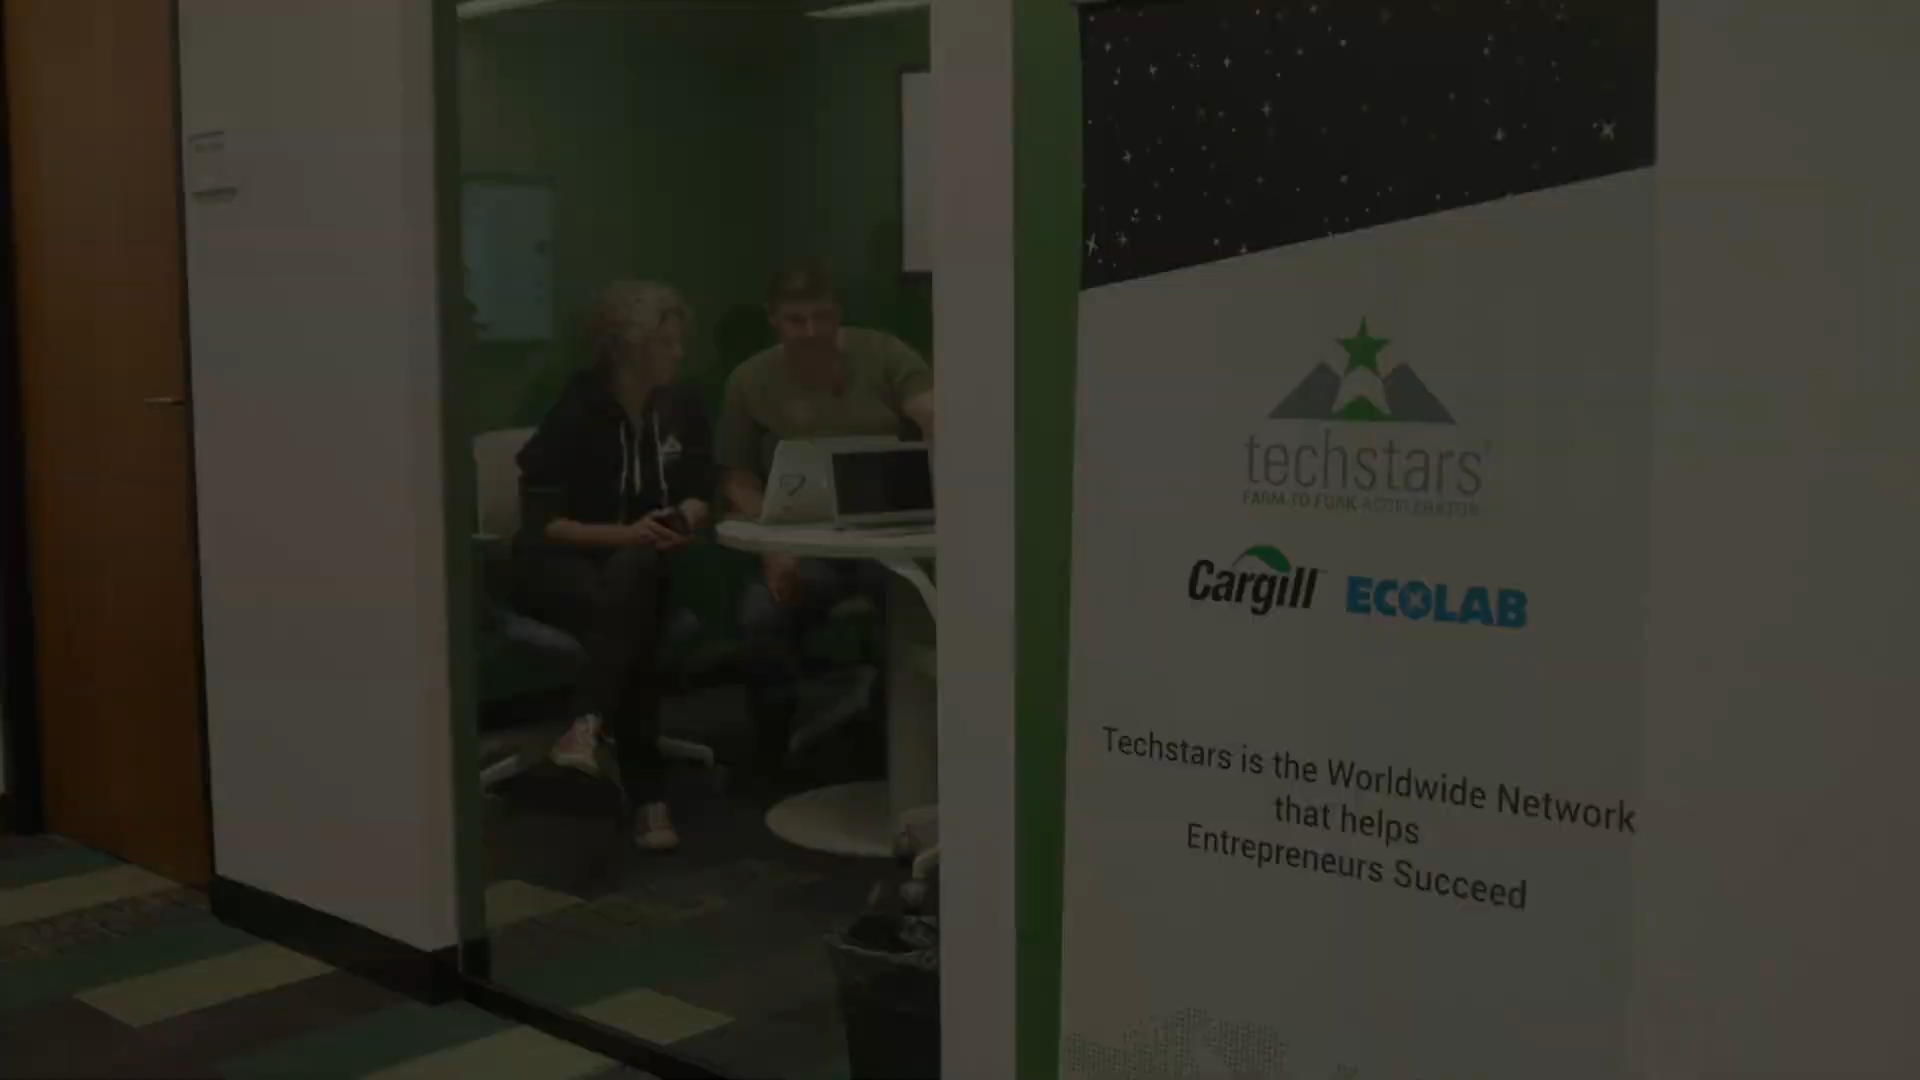 techstars
FARM TO FORK ACCELERATOR
Cargill
ECOLAB
Techstars is the Worldwide Network
that helps
Entrepreneurs Succeed